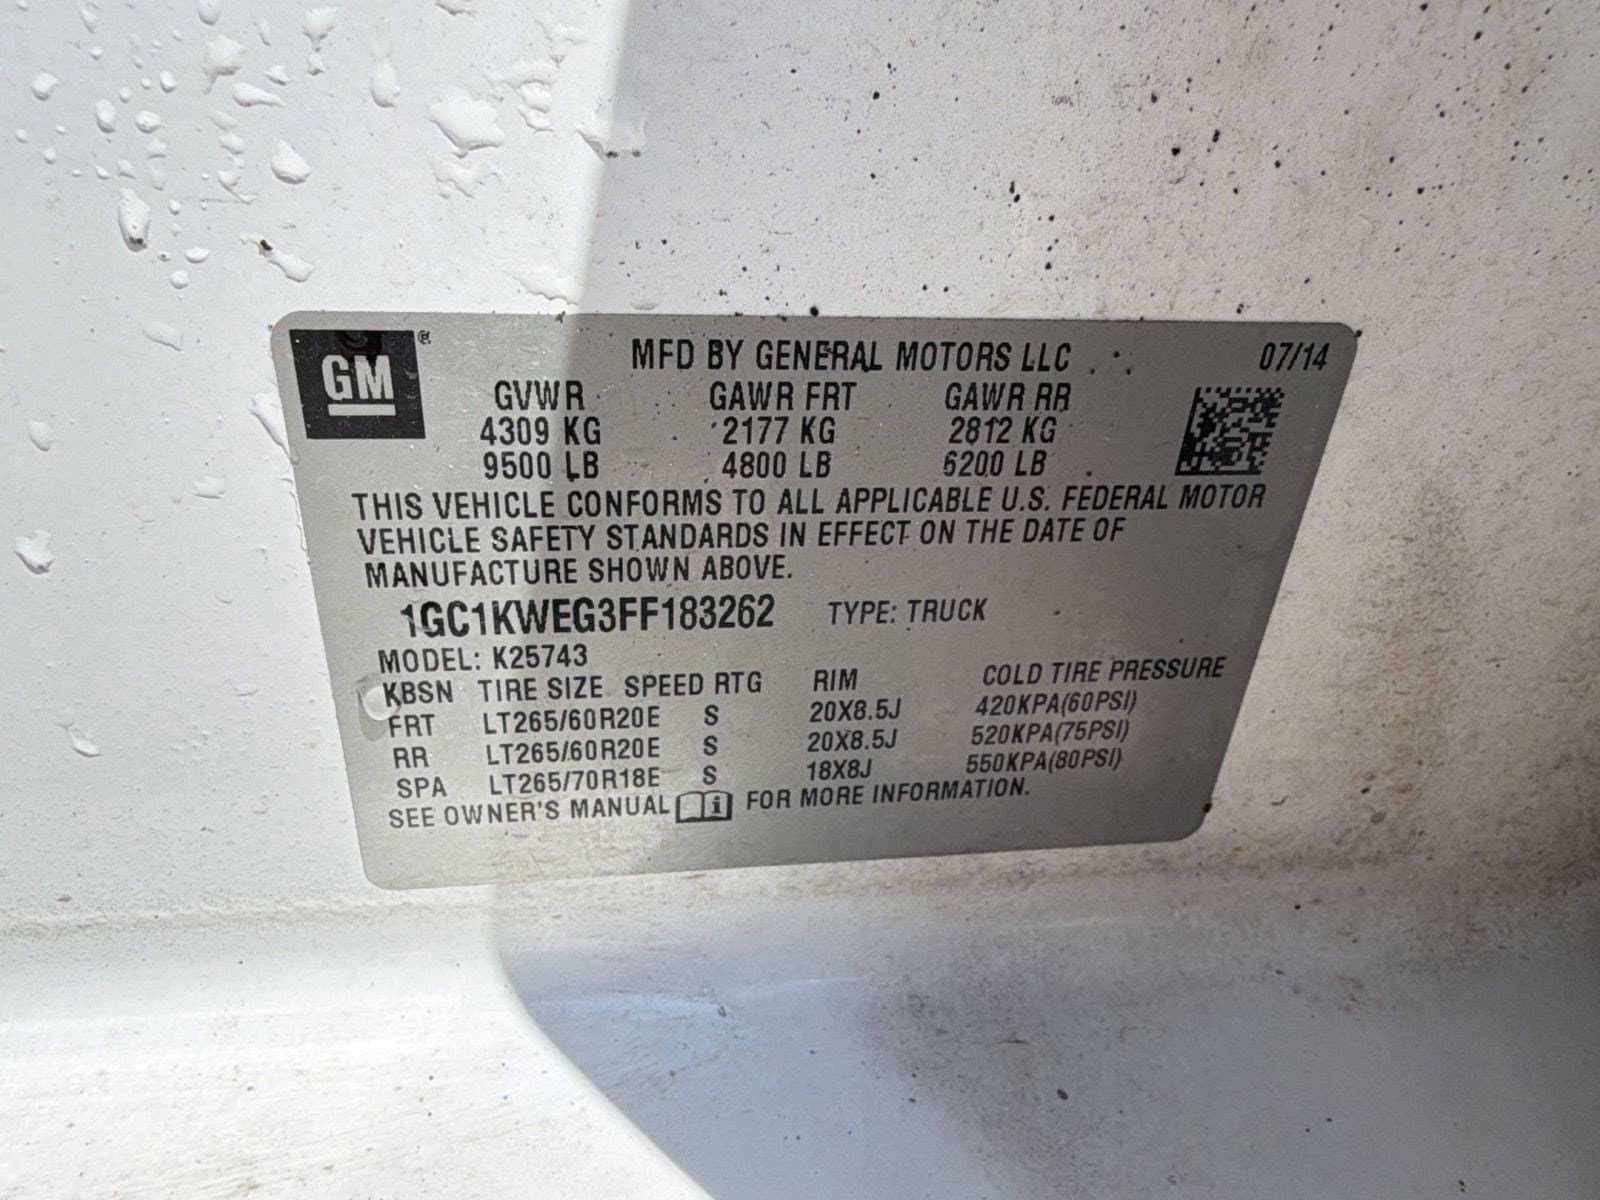 GM
MFD BY GENERAL MOTORS LLC 07/14
GVWR GAWR FRT GAWR RR
4309 KG 2177 KG 2812 KG
9500 LB 4800 LB 6200 LB
THIS VEHICLE CONFORMS TO ALL APPLICABLE U.S. FEDERAL MOTOR
VEHICLE SAFETY STANDARDS IN EFFECT ON THE DATE OF
MANUFACTURE SHOWN ABOVE.
1GC1KWEG3FF183262 TYPE: TRUCK
MODEL: K25743
KBSN TIRE SIZE SPEED RTG RIM COLD TIRE PRESSURE
FRT LT265/60R20E S 20X8.5J 420KPA(60PSI)
RR LT265/60R20E S 20X8.5J 520KPA(75PSI)
SPA LT265/70R18E S 18X8J 550KPA(80PSI)
SEE OWNER'S MANUAL FOR MORE INFORMATION.